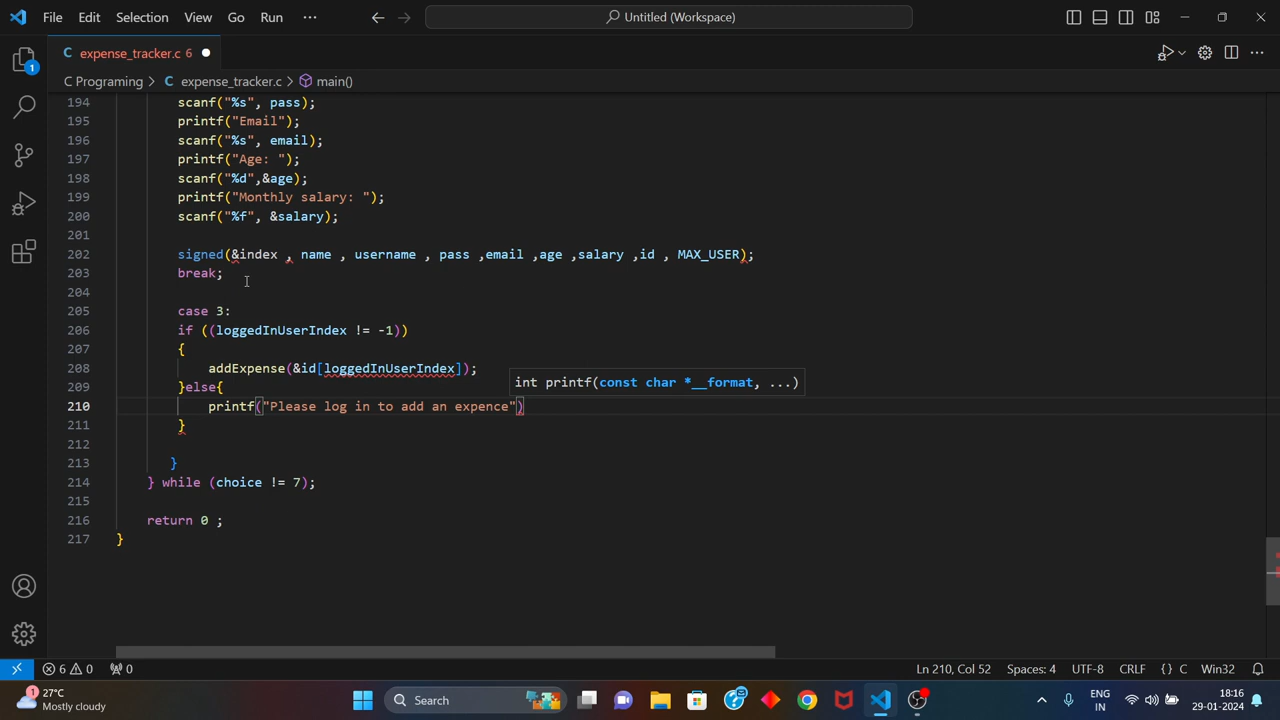 File Edit Selection View Go Run ··· Untitled (Workspace)
expense_tracker.c 6
C Programing > C expense_tracker.c > main()
194 scanf("%s", pass);
195 printf("Email");
196 scanf("%s", email);
197 printf("Age: ");
198 scanf("%d",&age);
199 printf("Monthly salary: ");
200 scanf("%f", &salary);
201
202 signed(&index , name , username , pass ,email ,age ,salary ,id , MAX_USER);
203 break;
204
205 case 3:
206 if ((loggedInUserIndex != -1))
207 {
208 addExpense(&id[loggedInUserIndex]);
int printf(const char *__format, ...)
209 }else{
210 printf("Please log in to add an expence")
211 }
212
213 }
214 } while (choice != 7);
215
216 return 0 ;
217 }
6 0 0 Ln 210, Col 52 Spaces: 4 UTF-8 CRLF {} C Win32
1 27°C Mostly cloudy Search ENG IN 18:16 29-01-2024